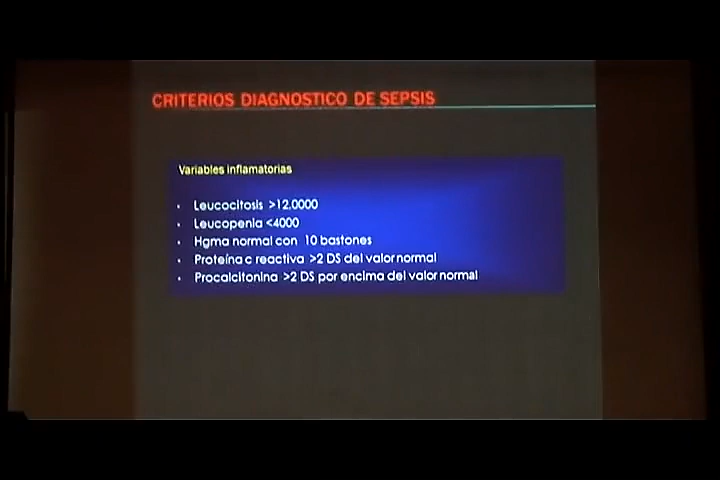 CRITERIOS DIAGNOSTICO DE SEPSIS
Variables inflamatorias
• Leucocitosis >12.0000
• Leucopenia <4000
• Hgma normal con 10 bastones
• Proteína c reactiva >2 DS del valor normal
• Procalcitonina >2 DS por encima del valor normal